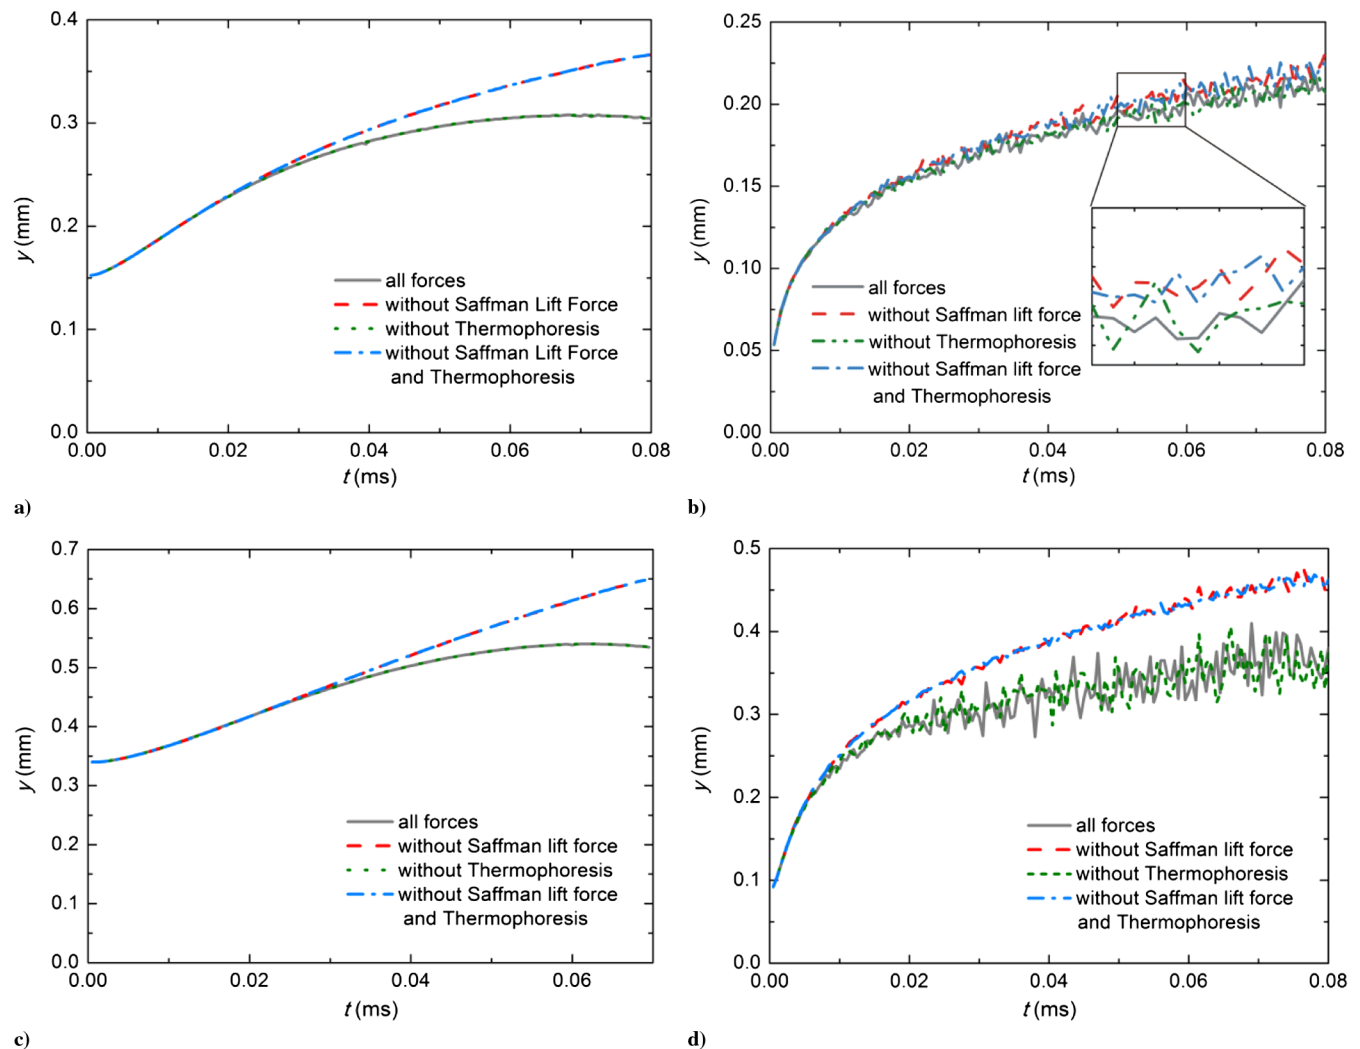 0.4
0.3
0.2
0.1
0.0
y (mm)
all forces
without Saffman Lift Force
without Thermophoresis
without Saffman Lift Force
and Thermophoresis
0.00
0.02
0.04
0.06
0.08
t (ms)
a)
0.25
0.20
0.15
0.10
0.05
0.00
y (mm)
all forces
without Saffman lift force
without Thermophoresis
without Saffman lift force
and Thermophoresis
0.00
0.02
0.04
0.06
0.08
t (ms)
b)
0.7
0.6
0.5
0.4
0.3
0.2
0.1
0.0
y (mm)
all forces
without Saffman lift force
without Thermophoresis
without Saffman lift force
and Thermophoresis
0.00
0.02
0.04
0.06
t (ms)
c)
0.5
0.4
0.3
0.2
0.1
0.0
y (mm)
all forces
without Saffman lift force
without Thermophoresis
without Saffman lift force
and Thermophoresis
0.00
0.02
0.04
0.06
0.08
t (ms)
d)